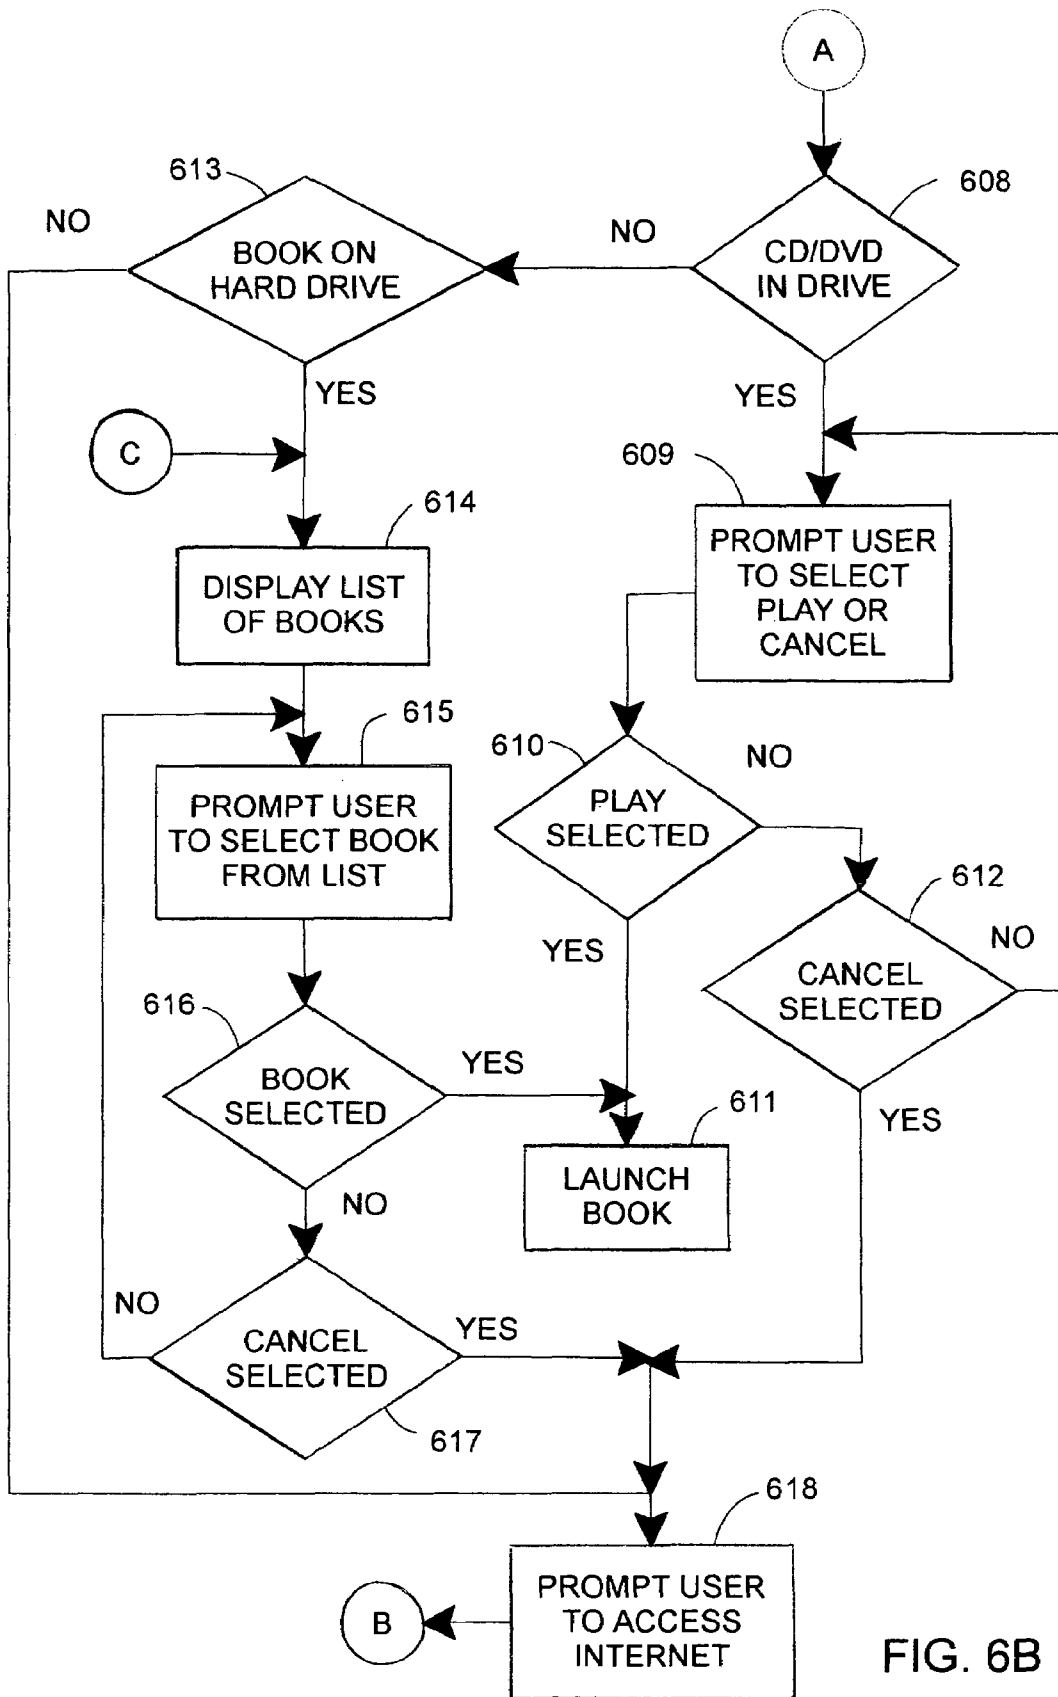 A
608
CD/DVD
IN DRIVE
NO
YES
613
BOOK ON
HARD DRIVE
NO
YES
C
614
DISPLAY LIST
OF BOOKS
609
PROMPT USER
TO SELECT
PLAY OR
CANCEL
615
PROMPT USER
TO SELECT BOOK
FROM LIST
610
PLAY
SELECTED
NO
YES
612
CANCEL
SELECTED
NO
YES
616
BOOK
SELECTED
YES
NO
611
LAUNCH
BOOK
CANCEL
SELECTED
NO
YES
617
618
PROMPT USER
TO ACCESS
INTERNET
B
FIG. 6B